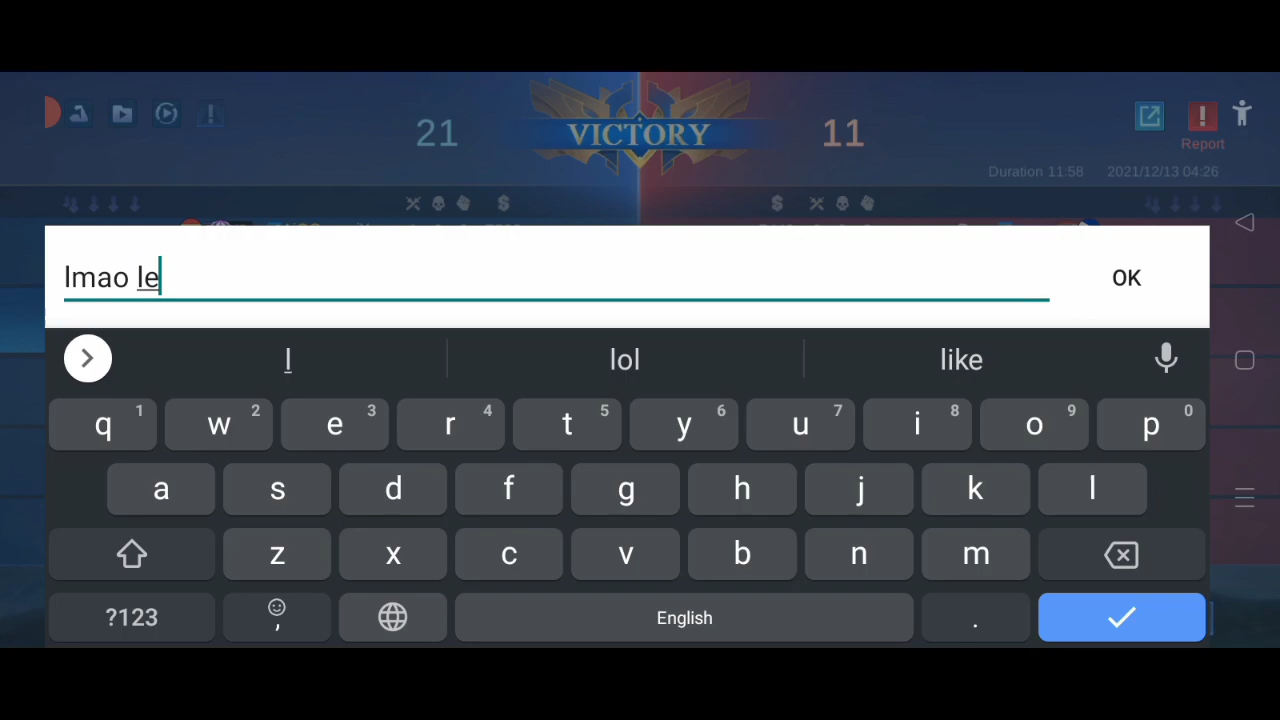 21 VICTORY 11
Report
Duration 11:58 2021/12/13 04:26
lmao le OK
l lol like
q 1 w 2 e 3 r 4 t 5 y 6 u 7 i 8 o 9 p 0
a s d f g h j k l
z x c v b n m
?123 , English .